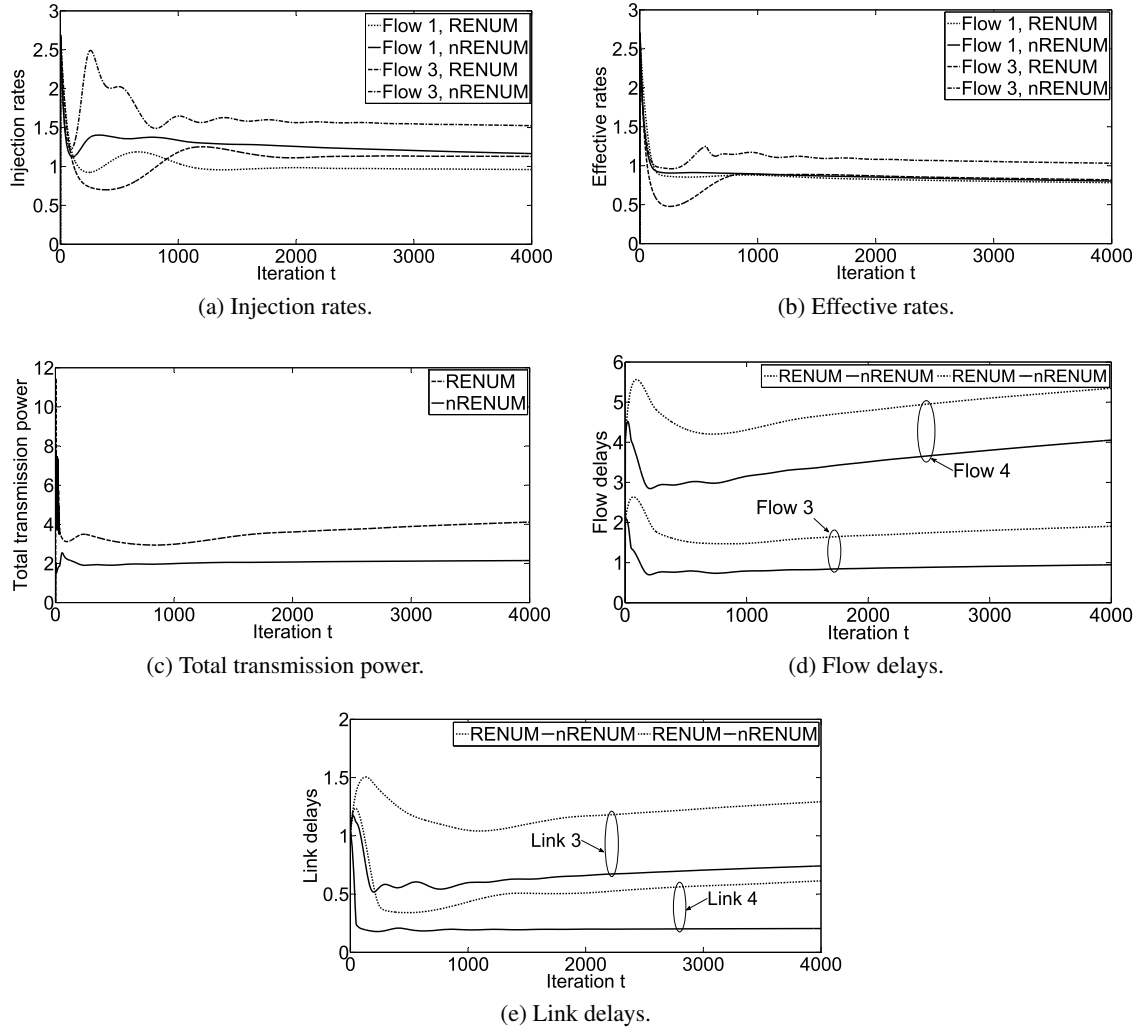 3
2.5
2
1.5
1
0.5
0
Injection rates
Flow 1, RENUM
Flow 1, nRENUM
Flow 3, RENUM
Flow 3, nRENUM
0 1000 2000 3000 4000
Iteration t
(a) Injection rates.
3
2.5
2
1.5
1
0.5
0
Effective rates
Flow 1, RENUM
Flow 1, nRENUM
Flow 3, RENUM
Flow 3, nRENUM
0 1000 2000 3000 4000
Iteration t
(b) Effective rates.
12
10
8
6
4
2
0
Total transmission power
RENUM
nRENUM
0 1000 2000 3000 4000
Iteration t
(c) Total transmission power.
6
5
4
3
2
1
0
Flow delays
RENUM nRENUM RENUM nRENUM
Flow 4
Flow 3
0 1000 2000 3000 4000
Iteration t
(d) Flow delays.
2
1.5
1
0.5
0
Link delays
RENUM nRENUM RENUM nRENUM
Link 3
Link 4
0 1000 2000 3000 4000
Iteration t
(e) Link delays.